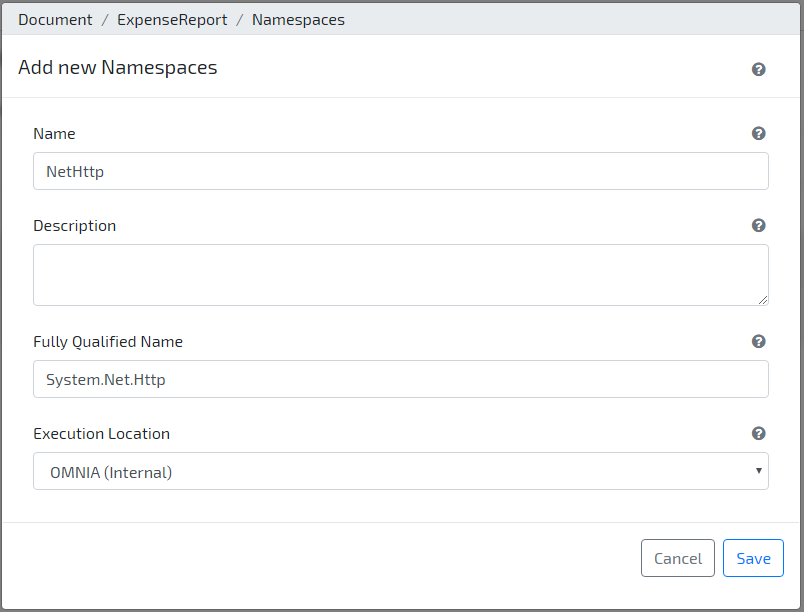 Document / ExpenseReport / Namespaces
Add new Namespaces
Name
NetHttp
Description
Fully Qualified Name
System.Net.Http
Execution Location
OMNIA (Internal)
Cancel Save